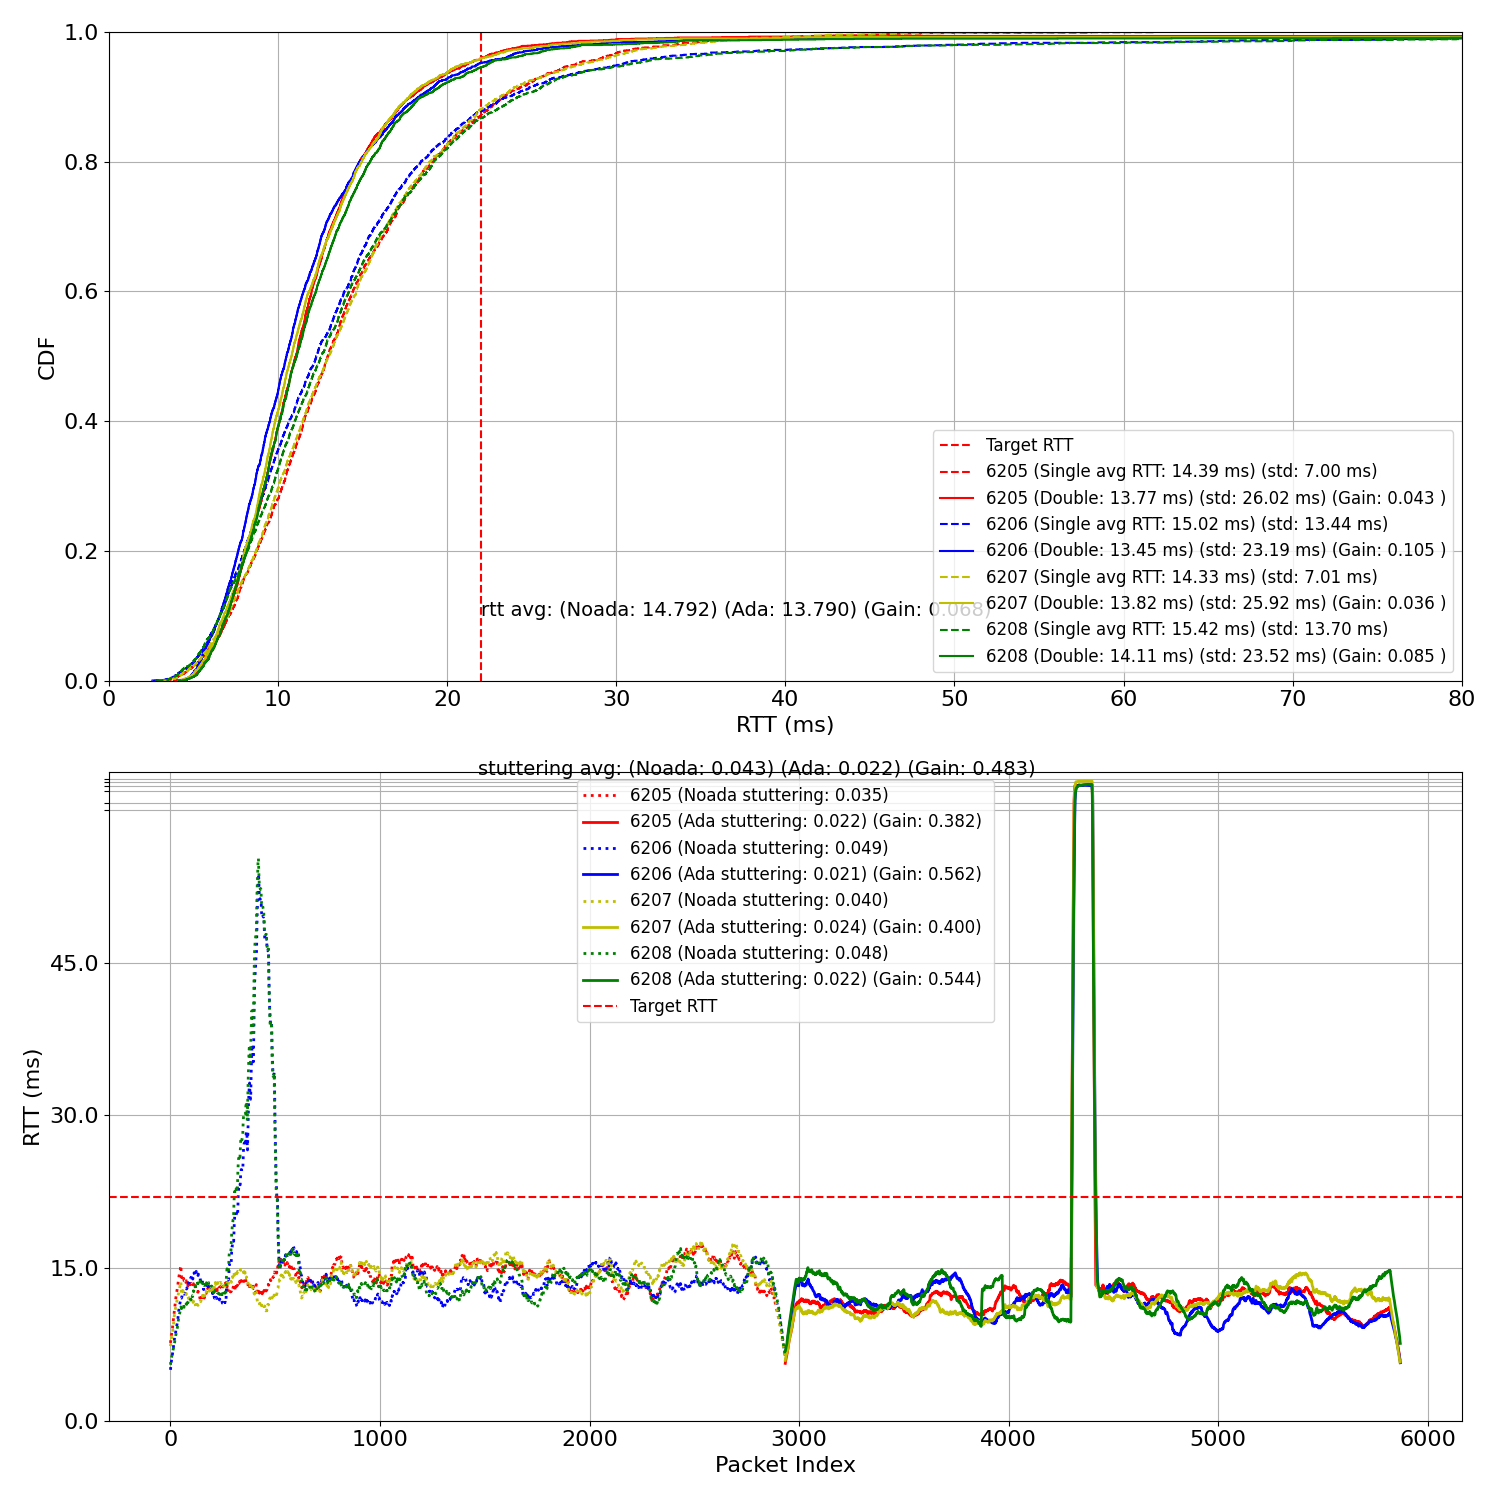 1.0
0.8
0.6
0.4
0.2
0.0
CDF
0
10
20
30
40
50
60
70
80
RTT (ms)
Target RTT
6205 (Single avg RTT: 14.39 ms) (std: 7.00 ms)
6205 (Double: 13.77 ms) (std: 26.02 ms) (Gain: 0.043 )
6206 (Single avg RTT: 15.02 ms) (std: 13.44 ms)
6206 (Double: 13.45 ms) (std: 23.19 ms) (Gain: 0.105 )
6207 (Single avg RTT: 14.33 ms) (std: 7.01 ms)
6207 (Double: 13.82 ms) (std: 25.92 ms) (Gain: 0.036 )
6208 (Single avg RTT: 15.42 ms) (std: 13.70 ms)
6208 (Double: 14.11 ms) (std: 23.52 ms) (Gain: 0.085 )
rtt avg: (Noada: 14.792) (Ada: 13.790) (Gain: 0.068)
stuttering avg: (Noada: 0.043) (Ada: 0.022) (Gain: 0.483)
6205 (Noada stuttering: 0.035)
6205 (Ada stuttering: 0.022) (Gain: 0.382)
6206 (Noada stuttering: 0.049)
6206 (Ada stuttering: 0.021) (Gain: 0.562)
6207 (Noada stuttering: 0.040)
6207 (Ada stuttering: 0.024) (Gain: 0.400)
6208 (Noada stuttering: 0.048)
6208 (Ada stuttering: 0.022) (Gain: 0.544)
Target RTT
45.0
30.0
15.0
0.0
RTT (ms)
0
1000
2000
3000
4000
5000
6000
Packet Index